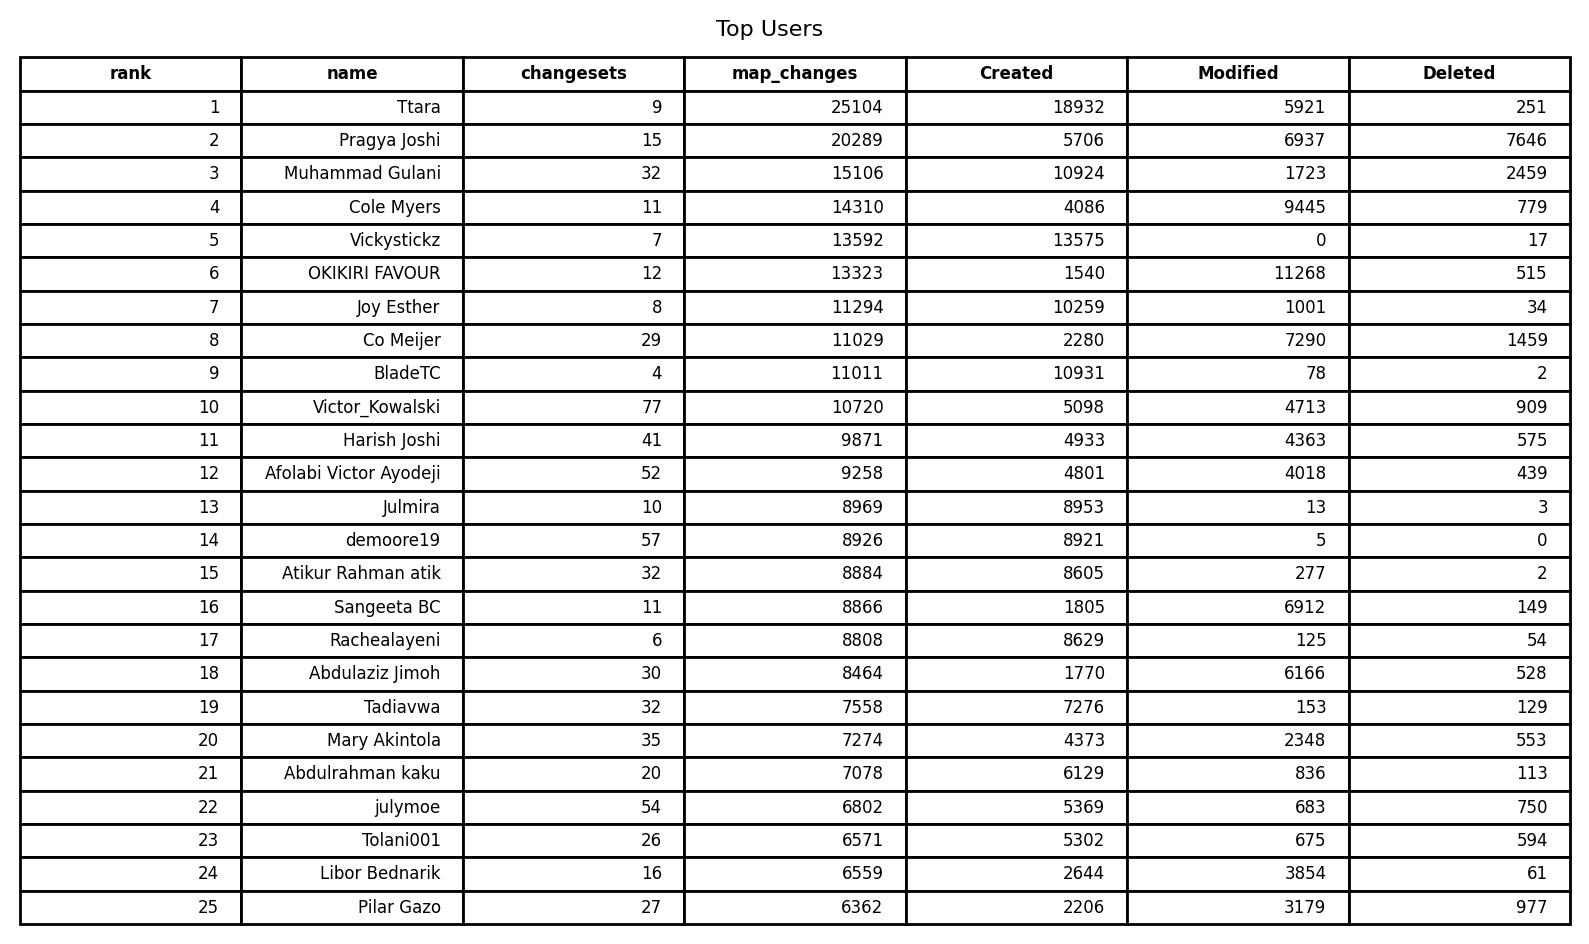 Top Users
rank name changesets map_changes Created Modified Deleted
1 Ttara 9 25104 18932 5921 251
2 Pragya Joshi 15 20289 5706 6937 7646
3 Muhammad Gulani 32 15106 10924 1723 2459
4 Cole Myers 11 14310 4086 9445 779
5 Vickystickz 7 13592 13575 0 17
6 OKIKIRI FAVOUR 12 13323 1540 11268 515
7 Joy Esther 8 11294 10259 1001 34
8 Co Meijer 29 11029 2280 7290 1459
9 BladeTC 4 11011 10931 78 2
10 Victor_Kowalski 77 10720 5098 4713 909
11 Harish Joshi 41 9871 4933 4363 575
12 Afolabi Victor Ayodeji 52 9258 4801 4018 439
13 Julmira 10 8969 8953 13 3
14 demoore19 57 8926 8921 5 0
15 Atikur Rahman atik 32 8884 8605 277 2
16 Sangeeta BC 11 8866 1805 6912 149
17 Rachealayeni 6 8808 8629 125 54
18 Abdulaziz Jimoh 30 8464 1770 6166 528
19 Tadiavwa 32 7558 7276 153 129
20 Mary Akintola 35 7274 4373 2348 553
21 Abdulrahman kaku 20 7078 6129 836 113
22 julymoe 54 6802 5369 683 750
23 Tolani001 26 6571 5302 675 594
24 Libor Bednarik 16 6559 2644 3854 61
25 Pilar Gazo 27 6362 2206 3179 977